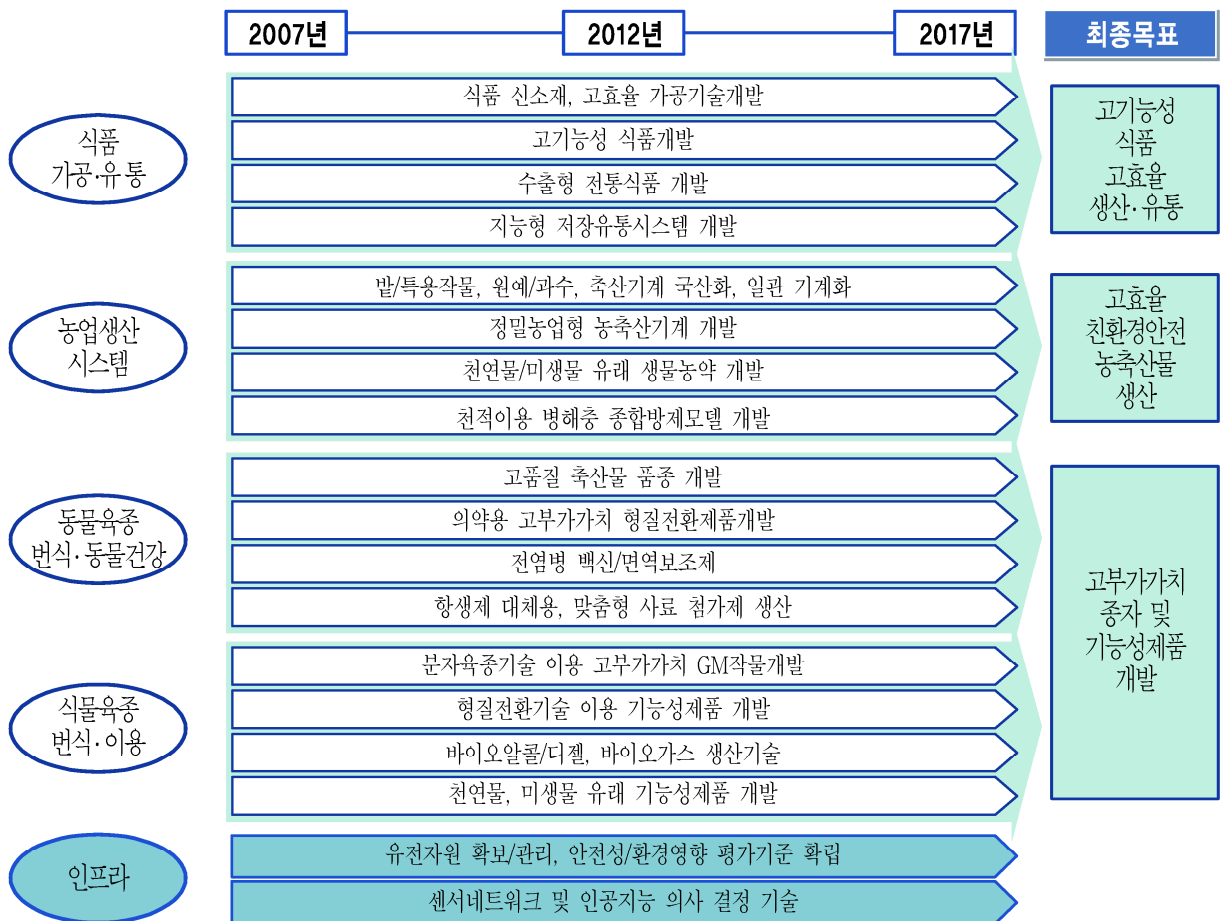 2007년
2012년
2017년
최종목표
식품
가공·유통
식품 신소재, 고효율 가공기술개발
고기능성 식품개발
수출형 전통식품 개발
지능형 저장유통시스템 개발
고기능성
식품
고효율
생산·유통
농업생산
시스템
밭/특용작물, 원예/과수, 축산기계 국산화, 일관 기계화
정밀농업형 농축산기계 개발
천연물/미생물 유래 생물농약 개발
천적이용 병해충 종합방제모델 개발
고효율
친환경안전
농축산물
생산
동물육종
번식·동물건강
고품질 축산물 품종 개발
의약용 고부가가치 형질전환제품개발
전염병 백신/면역보조제
항생제 대체용, 맞춤형 사료 첨가제 생산
식물육종
번식·이용
분자육종기술 이용 고부가가치 GM작물개발
형질전환기술 이용 기능성제품 개발
바이오알콜/디젤, 바이오가스 생산기술
천연물, 미생물 유래 기능성제품 개발
고부가가치
종자 및
기능성제품
개발
인프라
유전자원 확보/관리, 안전성/환경영향 평가기준 확립
센서네트워크 및 인공지능 의사 결정 기술